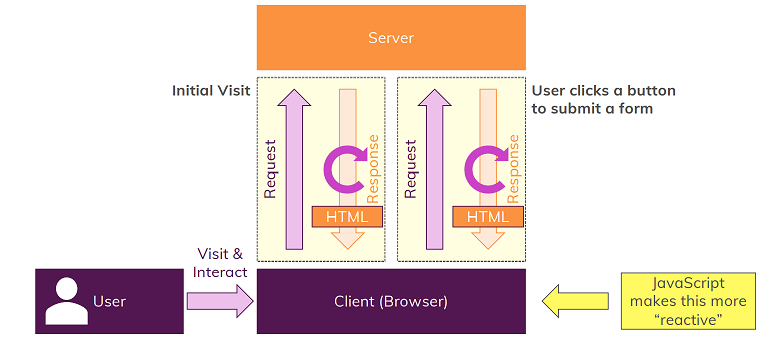 Server
Initial Visit
Request
Response
HTML
Request
Response
HTML
User clicks a button
to submit a form
Visit &
Interact
User
Client (Browser)
JavaScript
makes this more
“reactive”